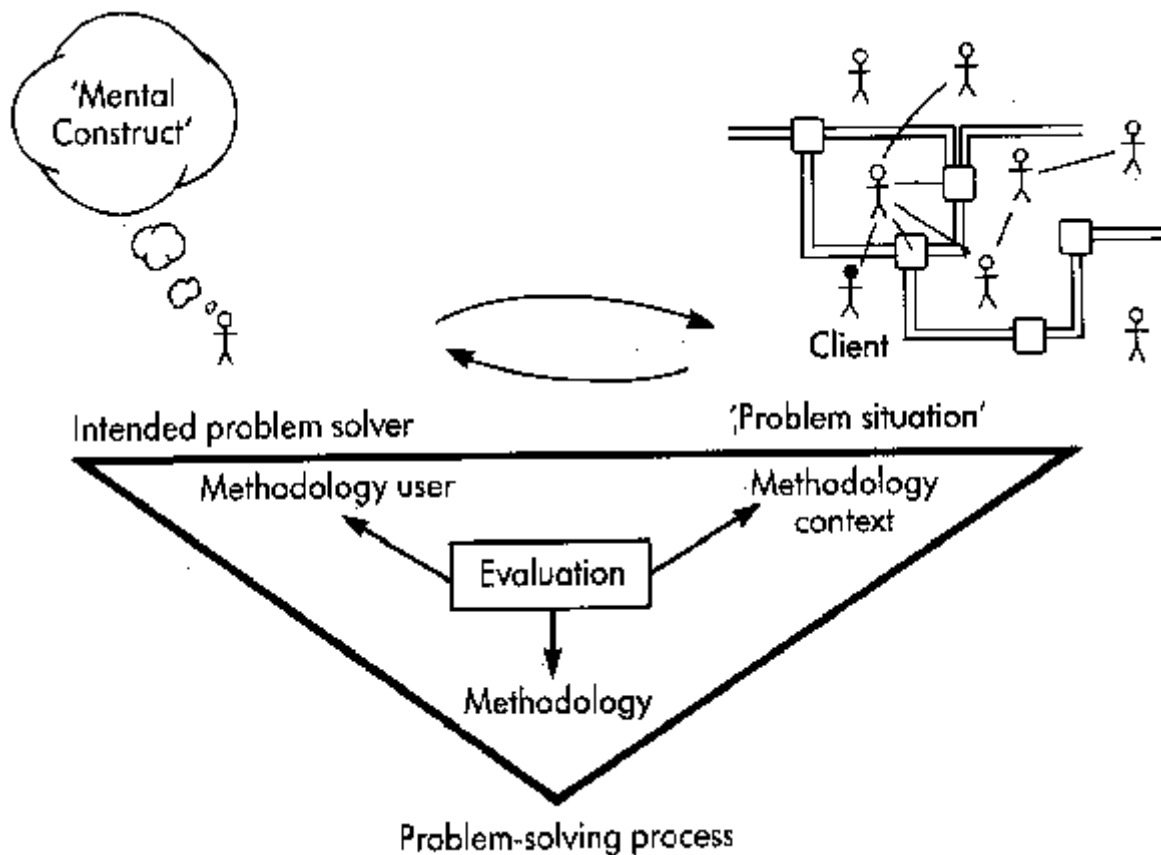 'Mental
Construct'
Client
Intended problem solver
'Problem situation'
Methodology user
Methodology
context
Evaluation
Methodology
Problem-solving process